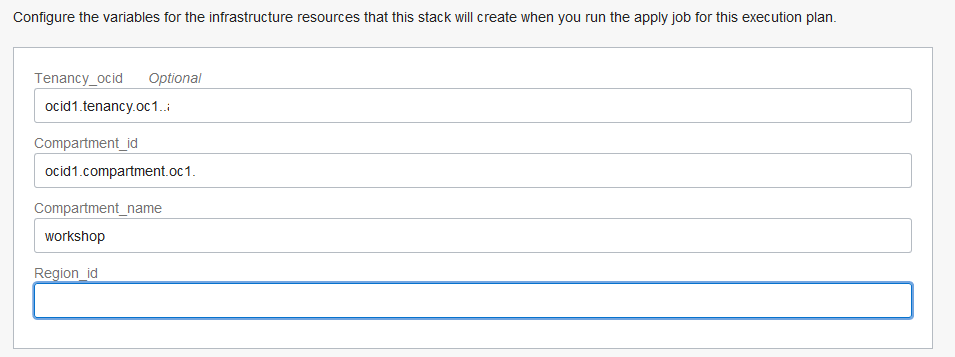 Configure the variables for the infrastructure resources that this stack will create when you run the apply job for this execution plan.
Tenancy_ocid Optional
ocid1.tenancy.oc1..
Compartment_id
ocid1.compartment.oc1.
Compartment_name
workshop
Region_id